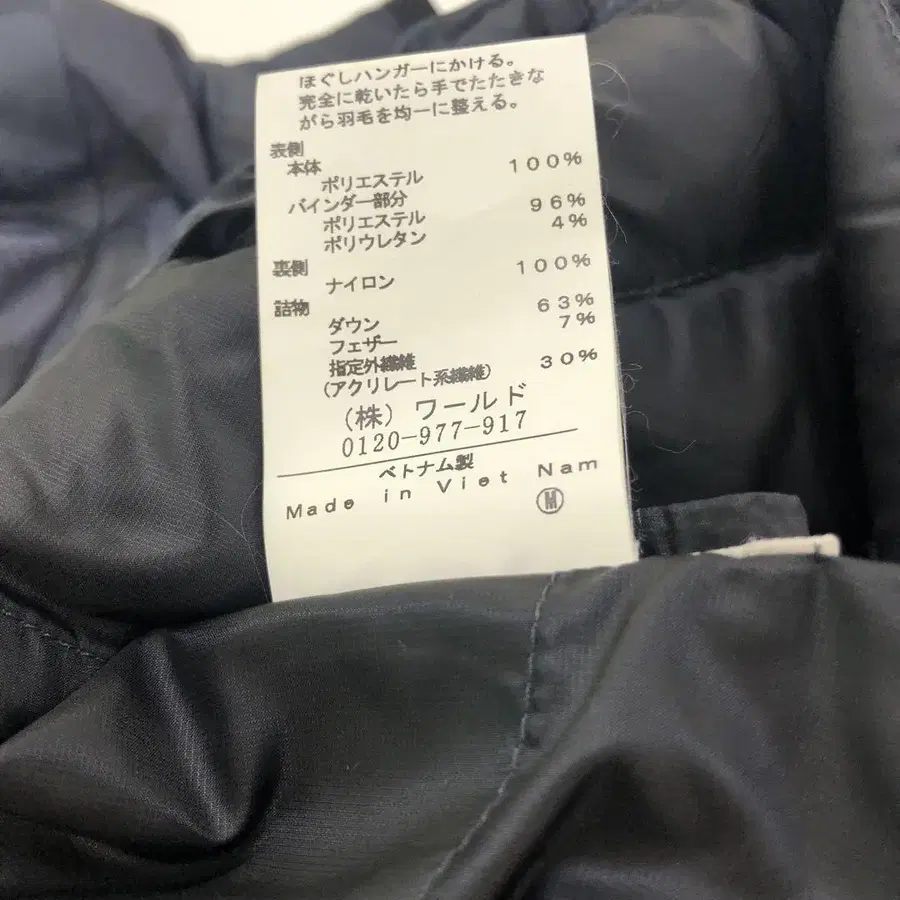 ほぐしハンガーにかける。
完全に乾いたら手でたたきな
がら羽毛を均一に整える。
表側
本体
ポリエステル 100%
バインダー部分
ポリエステル 96%
ポリウレタン 4%
裏側
ナイロン 100%
詰物
ダウン 63%
フェザー 7%
指定外繊維 30%
(アクリレート系繊維)
(株) ワールド
0120-977-917
ベトナム製
Made in Viet Nam
M